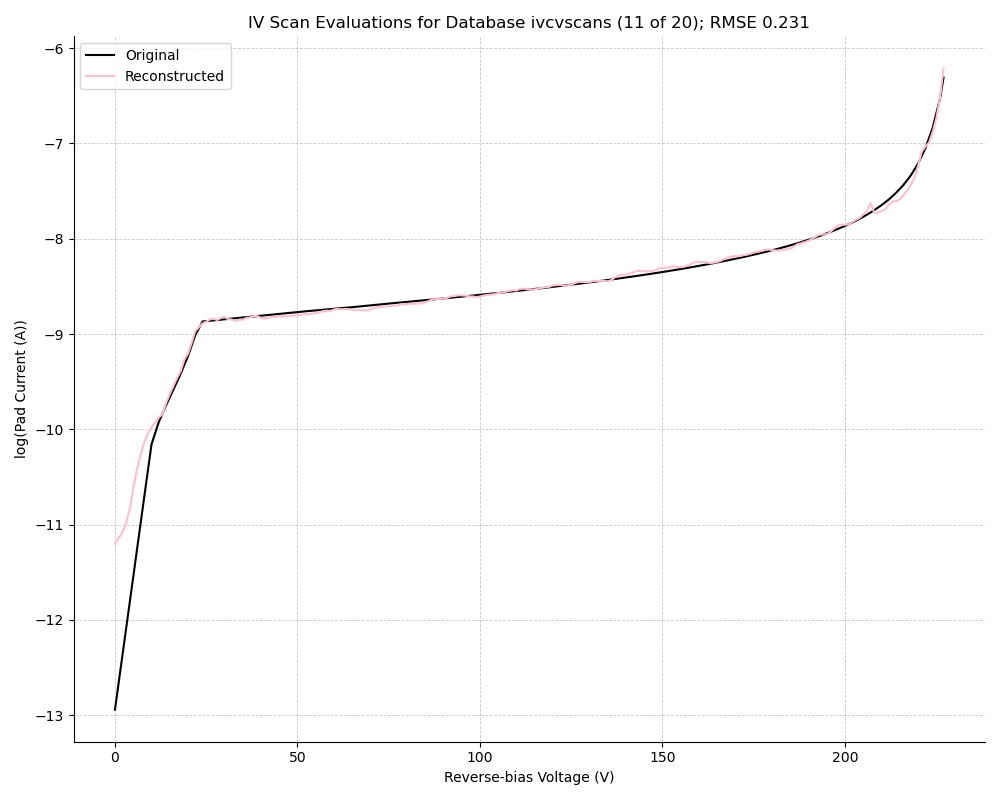 IV Scan Evaluations for Database ivcvscans (11 of 20); RMSE 0.231
Original
Reconstructed
log(Pad Current (A))
−6
−7
−8
−9
−10
−11
−12
−13
0
50
100
150
200
Reverse-bias Voltage (V)